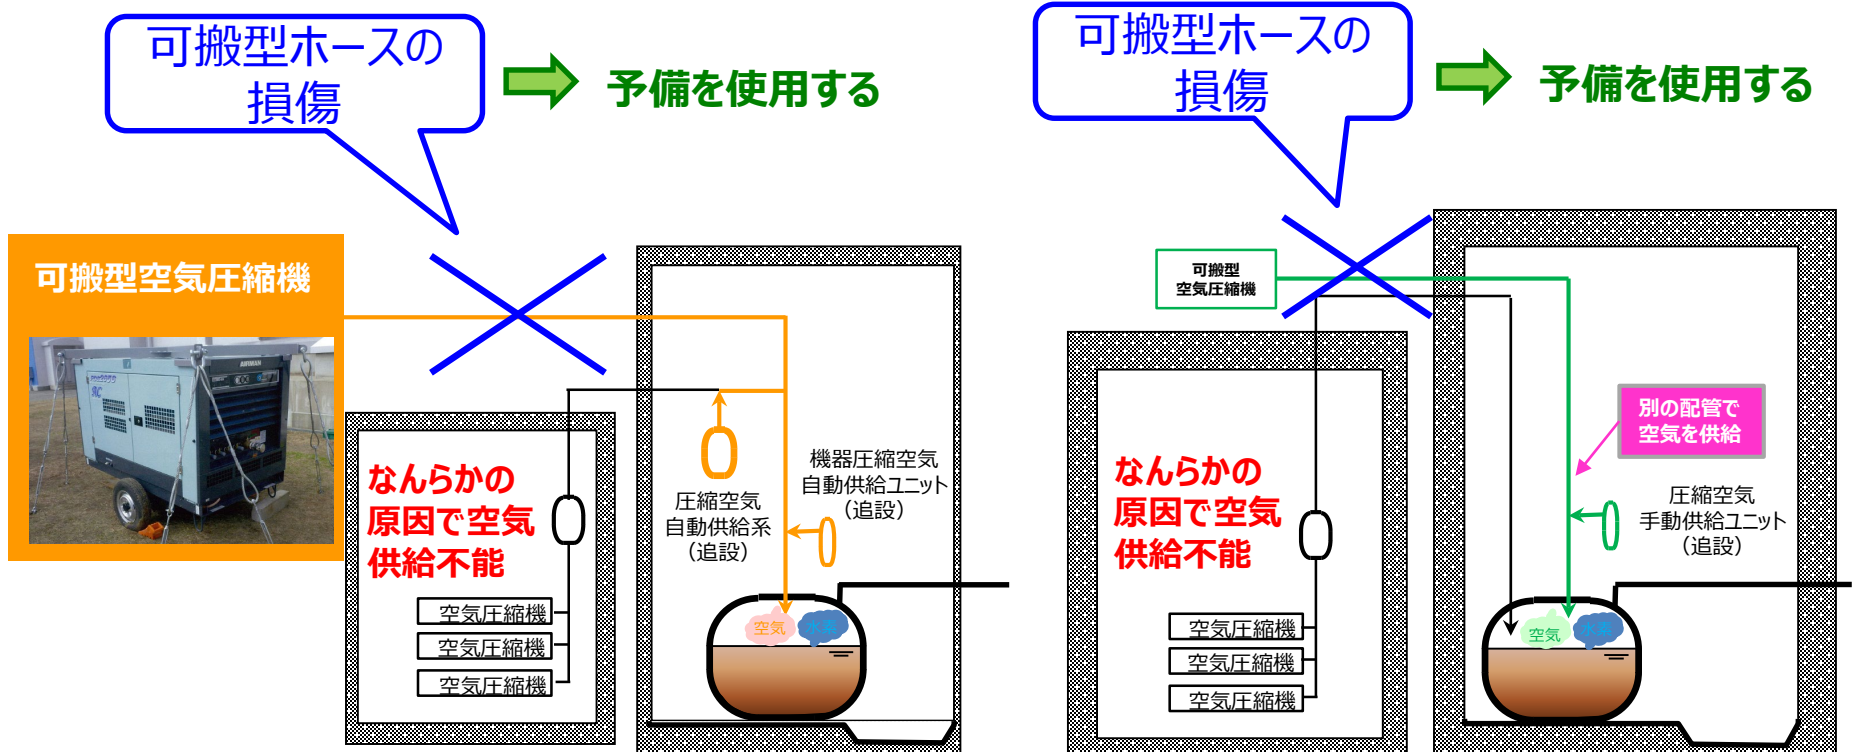 可搬型ホースの
損傷
予備を使用する
可搬型空気圧縮機
AIRMAN
なんらかの
原因で空気
供給不能
空気圧縮機
空気圧縮機
空気圧縮機
圧縮空気
自動供給系
（追設）
機器圧縮空気
自動供給ユニット
（追設）
空気
水素
可搬型ホースの
損傷
予備を使用する
可搬型
空気圧縮機
なんらかの
原因で空気
供給不能
空気圧縮機
空気圧縮機
空気圧縮機
別の配管で
空気を供給
圧縮空気
手動供給ユニット
（追設）
空気
水素